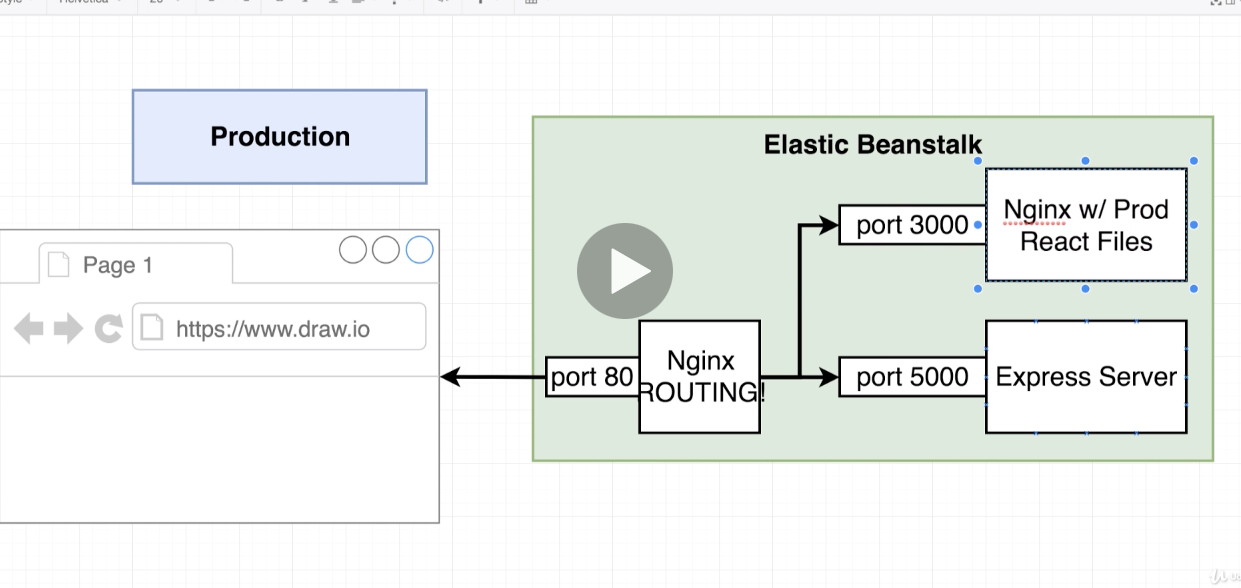 Helvetica
Production
Elastic Beanstalk
Nginx w/ Prod
React Files
port 3000
Page 1
https://www.draw.io
port 80
Nginx
ROUTING!
port 5000
Express Server